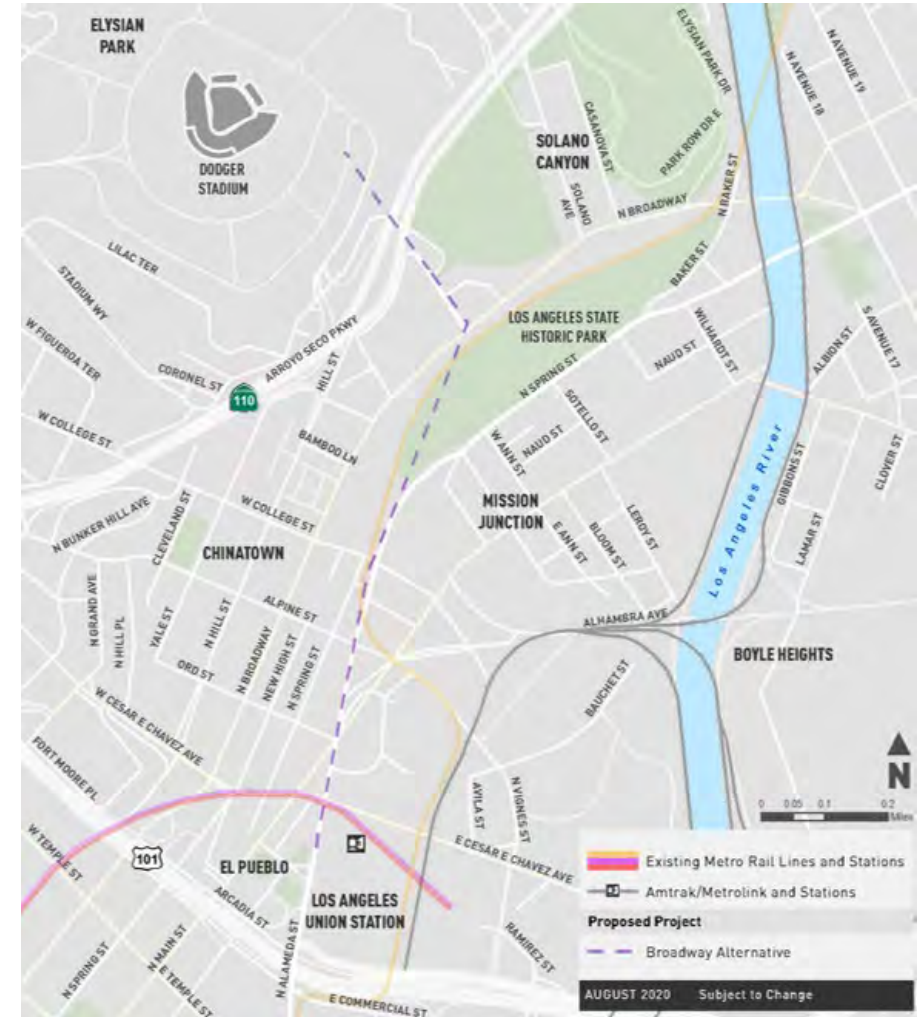 ELYSIAN
PARK
DODGER
STADIUM
ELYSIAN PARK DR
N AVENUE 19
N AVENUE 18
CASANOVA ST
SOLANO
CANYON
PARK ROW DR E
SOLANO
AVE
N BROADWAY
N BAKER ST
LILAC TER
STADIUM WY
BAKER ST
LOS ANGELES STATE
HISTORIC PARK
W FIGUEROA TER
ARROYO SECO PKWY
HILL ST
CORONEL ST
110
N SPRING ST
WILHARDT ST
NAUD ST
ALBION ST
S AVENUE 17
W COLLEGE ST
BAMBOO LN
SOTELLO ST
W ANN ST
NAUD ST
Los Angeles River
GIBBONS ST
CLOVER ST
MISSION
JUNCTION
LEROY ST
BLOOM ST
E ANN ST
LAMAR ST
N BUNKER HILL AVE
CLEVELAND ST
W COLLEGE ST
CHINATOWN
ALPINE ST
N GRAND AVE
N HILL PL
YALE ST
N HILL ST
ORD ST
N BROADWAY
NEW HIGH ST
N SPRING ST
ALHAMBRA AVE
BOYLE HEIGHTS
BAUCHET ST
W CESAR E CHAVEZ AVE
FORT MOORE PL
N
AVILA ST
N VIGNES ST
0 0.05 0.1 0.2
Miles
W TEMPLE ST
101
EL PUEBLO
E CESAR E CHAVEZ AVE
ARCADIA ST
LOS ANGELES
UNION STATION
N ALAMEDA ST
RAMIREZ ST
N SPRING ST
N MAIN ST
E TEMPLE ST
E COMMERCIAL ST
Existing Metro Rail Lines and Stations
Amtrak/Metrolink and Stations
Proposed Project
Broadway Alternative
AUGUST 2020 Subject to Change